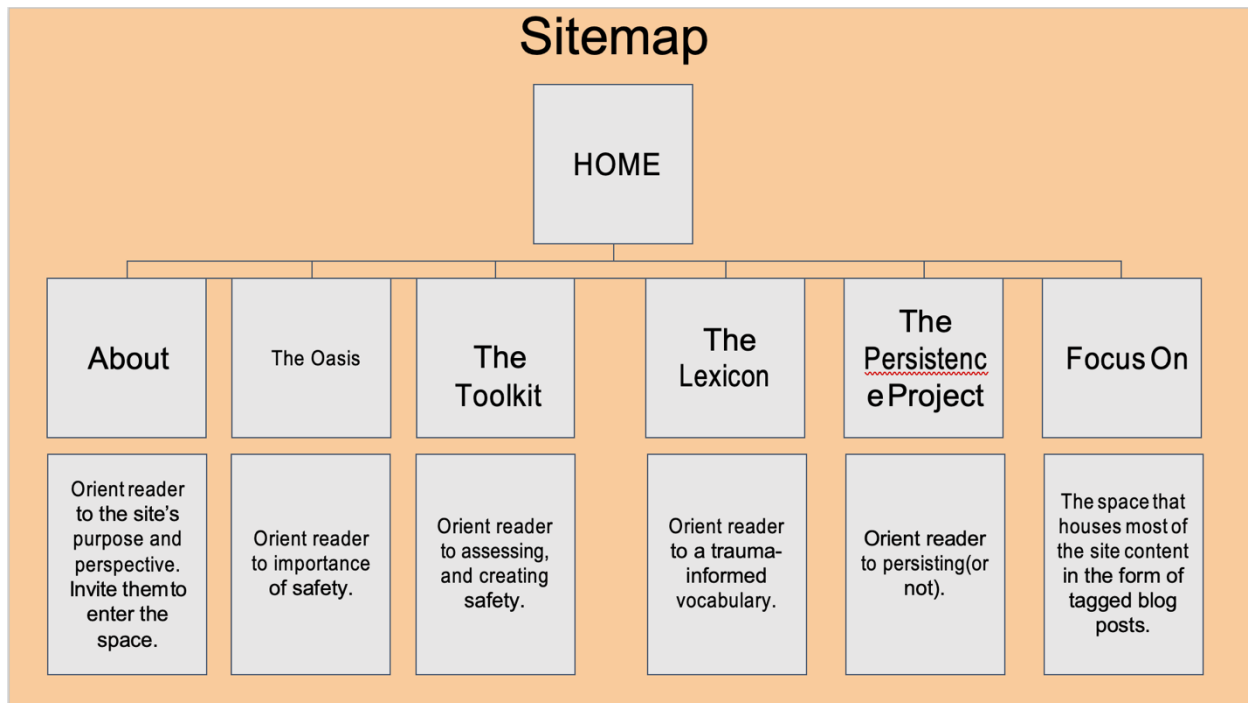 Sitemap
HOME
About
The Oasis
The
Toolkit
The
Lexicon
The
Persistenc
e Project
Focus On
Orient reader
to the site's
purpose and
perspective.
Invite them to
enter the
space.
Orient reader
to importance
of safety.
Orient reader
to assessing,
and creating
safety.
Orient reader
to a trauma-
informed
vocabulary.
Orient reader
to persisting(or
not).
The space that
houses most of
the site content
in the form of
tagged blog
posts.